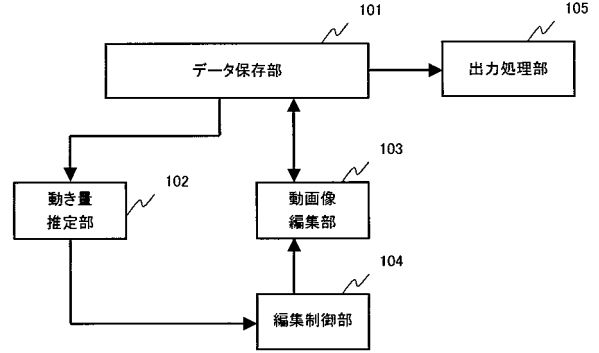 101
データ保存部
105
出力処理部
102
動き量
推定部
103
動画像
編集部
104
編集制御部